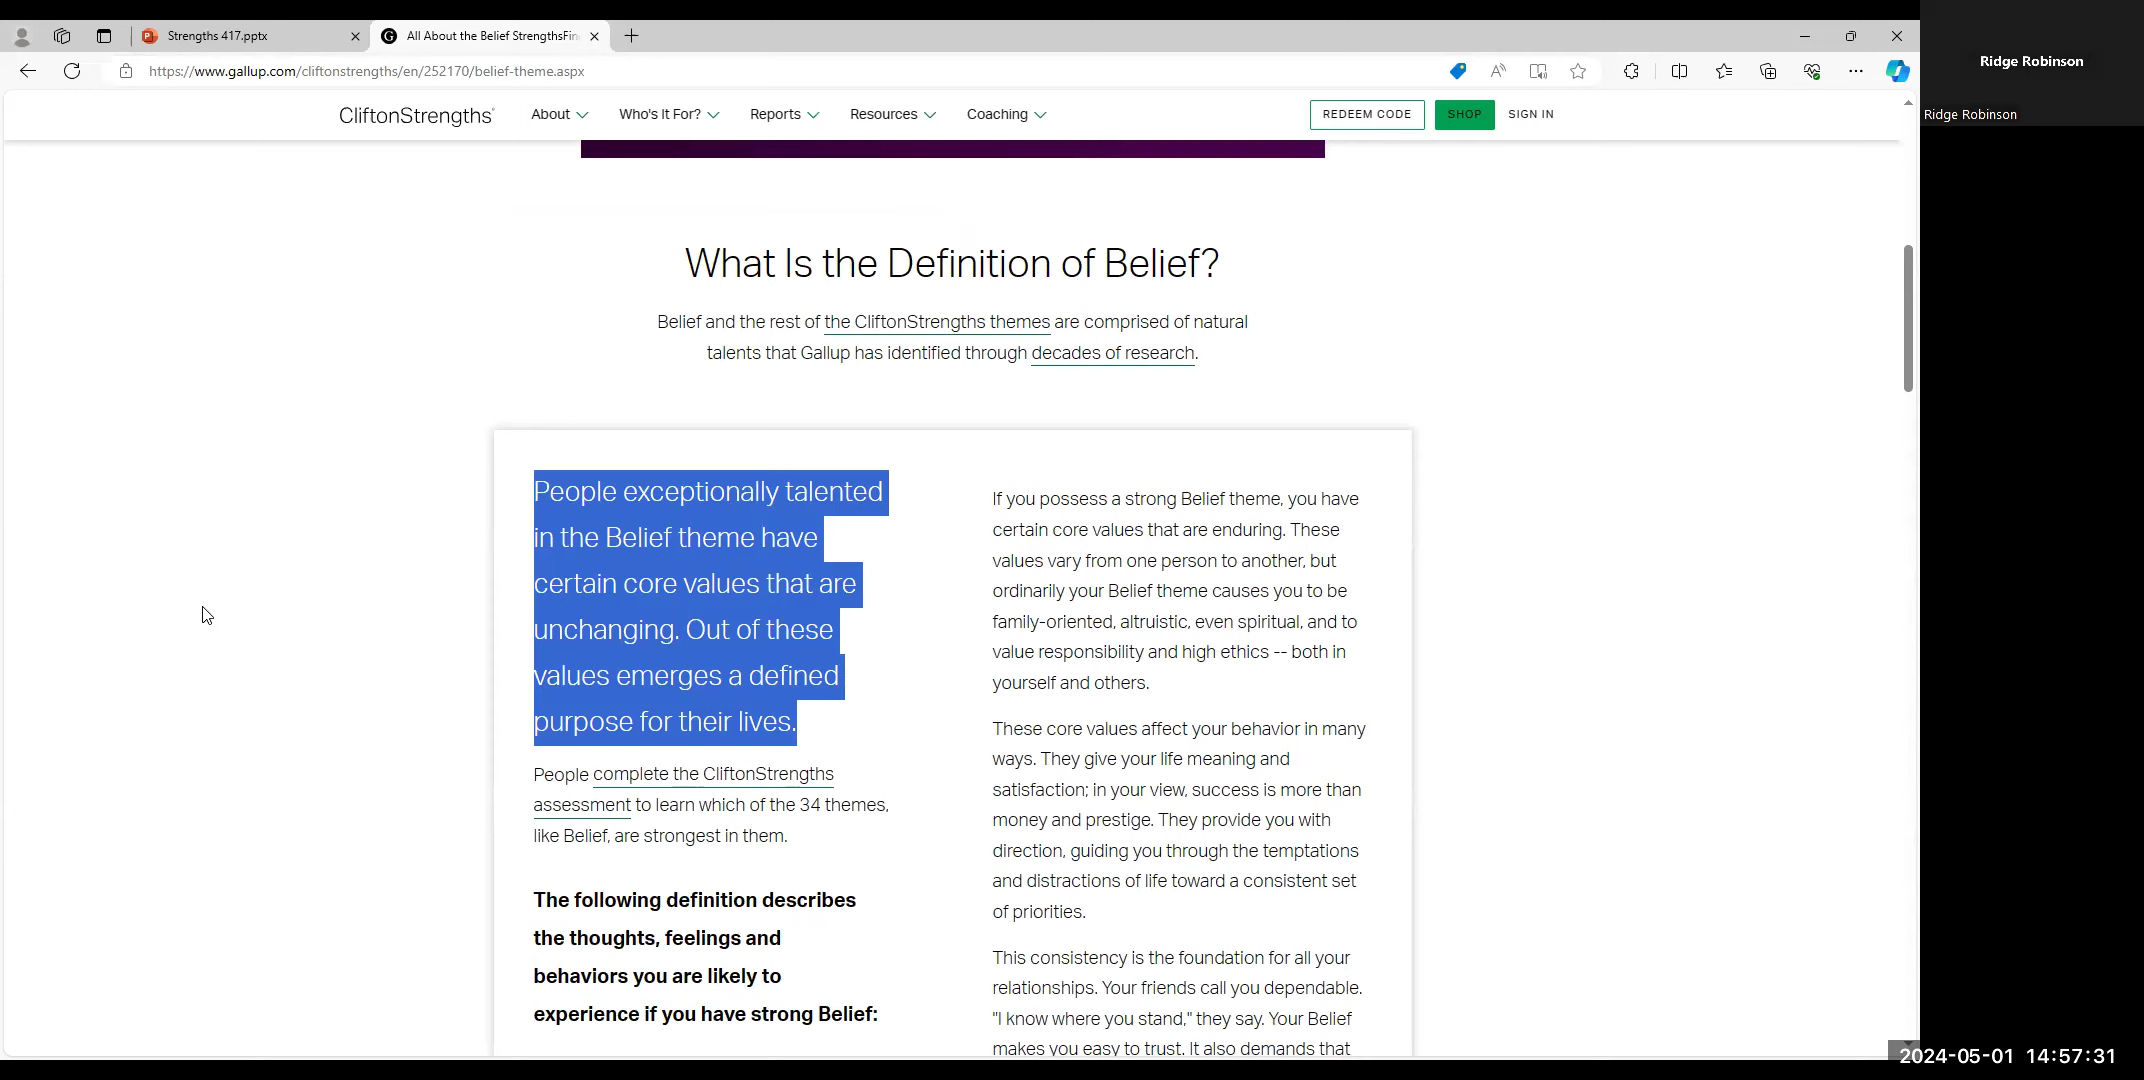 Strengths 417.pptx
All About the Belief StrengthsFin
https://www.gallup.com/cliftonstrengths/en/252170/belief-theme.aspx
Ridge Robinson
Ridge Robinson
CliftonStrengths®
About
Who's It For?
Reports
Resources
Coaching
REDEEM CODE
SHOP
SIGN IN
What Is the Definition of Belief?
Belief and the rest of the CliftonStrengths themes are comprised of natural
talents that Gallup has identified through decades of research.
People exceptionally talented
in the Belief theme have
certain core values that are
unchanging. Out of these
values emerges a defined
purpose for their lives.
People complete the CliftonStrengths
assessment to learn which of the 34 themes,
like Belief, are strongest in them.
The following definition describes
the thoughts, feelings and
behaviors you are likely to
experience if you have strong Belief:
If you possess a strong Belief theme, you have
certain core values that are enduring. These
values vary from one person to another, but
ordinarily your Belief theme causes you to be
family-oriented, altruistic, even spiritual, and to
value responsibility and high ethics -- both in
yourself and others.
These core values affect your behavior in many
ways. They give your life meaning and
satisfaction; in your view, success is more than
money and prestige. They provide you with
direction, guiding you through the temptations
and distractions of life toward a consistent set
of priorities.
This consistency is the foundation for all your
relationships. Your friends call you dependable.
"I know where you stand," they say. Your Belief
makes you easy to trust. It also demands that
2024-05-01 14:57:31